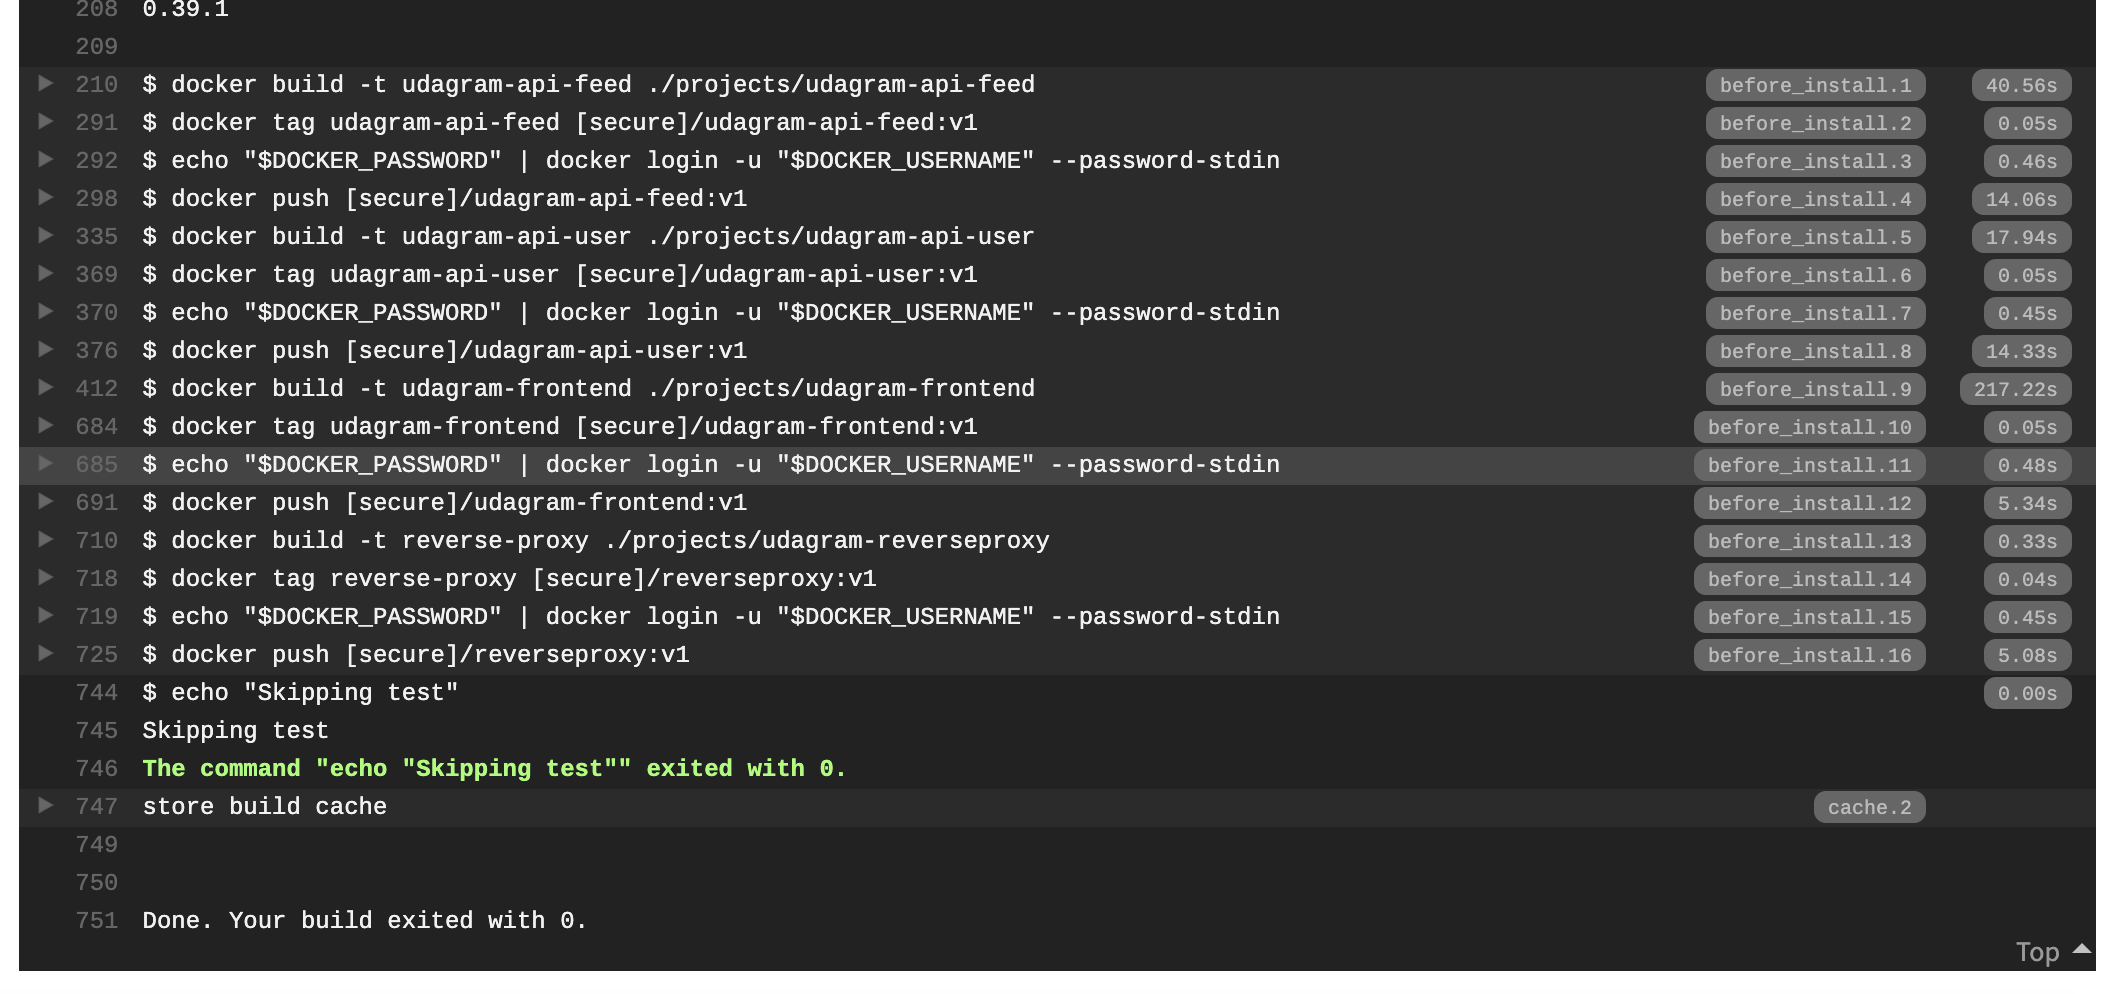 208 0.39.1
209
210 $ docker build -t udagram-api-feed ./projects/udagram-api-feed before_install.1 40.56s
291 $ docker tag udagram-api-feed [secure]/udagram-api-feed:v1 before_install.2 0.05s
292 $ echo "$DOCKER_PASSWORD" | docker login -u "$DOCKER_USERNAME" --password-stdin before_install.3 0.46s
298 $ docker push [secure]/udagram-api-feed:v1 before_install.4 14.06s
335 $ docker build -t udagram-api-user ./projects/udagram-api-user before_install.5 17.94s
369 $ docker tag udagram-api-user [secure]/udagram-api-user:v1 before_install.6 0.05s
370 $ echo "$DOCKER_PASSWORD" | docker login -u "$DOCKER_USERNAME" --password-stdin before_install.7 0.45s
376 $ docker push [secure]/udagram-api-user:v1 before_install.8 14.33s
412 $ docker build -t udagram-frontend ./projects/udagram-frontend before_install.9 217.22s
684 $ docker tag udagram-frontend [secure]/udagram-frontend:v1 before_install.10 0.05s
685 $ echo "$DOCKER_PASSWORD" | docker login -u "$DOCKER_USERNAME" --password-stdin before_install.11 0.48s
691 $ docker push [secure]/udagram-frontend:v1 before_install.12 5.34s
710 $ docker build -t reverse-proxy ./projects/udagram-reverseproxy before_install.13 0.33s
718 $ docker tag reverse-proxy [secure]/reverseproxy:v1 before_install.14 0.04s
719 $ echo "$DOCKER_PASSWORD" | docker login -u "$DOCKER_USERNAME" --password-stdin before_install.15 0.45s
725 $ docker push [secure]/reverseproxy:v1 before_install.16 5.08s
744 $ echo "Skipping test" 0.00s
745 Skipping test
746 The command "echo "Skipping test"" exited with 0.
747 store build cache cache.2
749
750
751 Done. Your build exited with 0.
Top